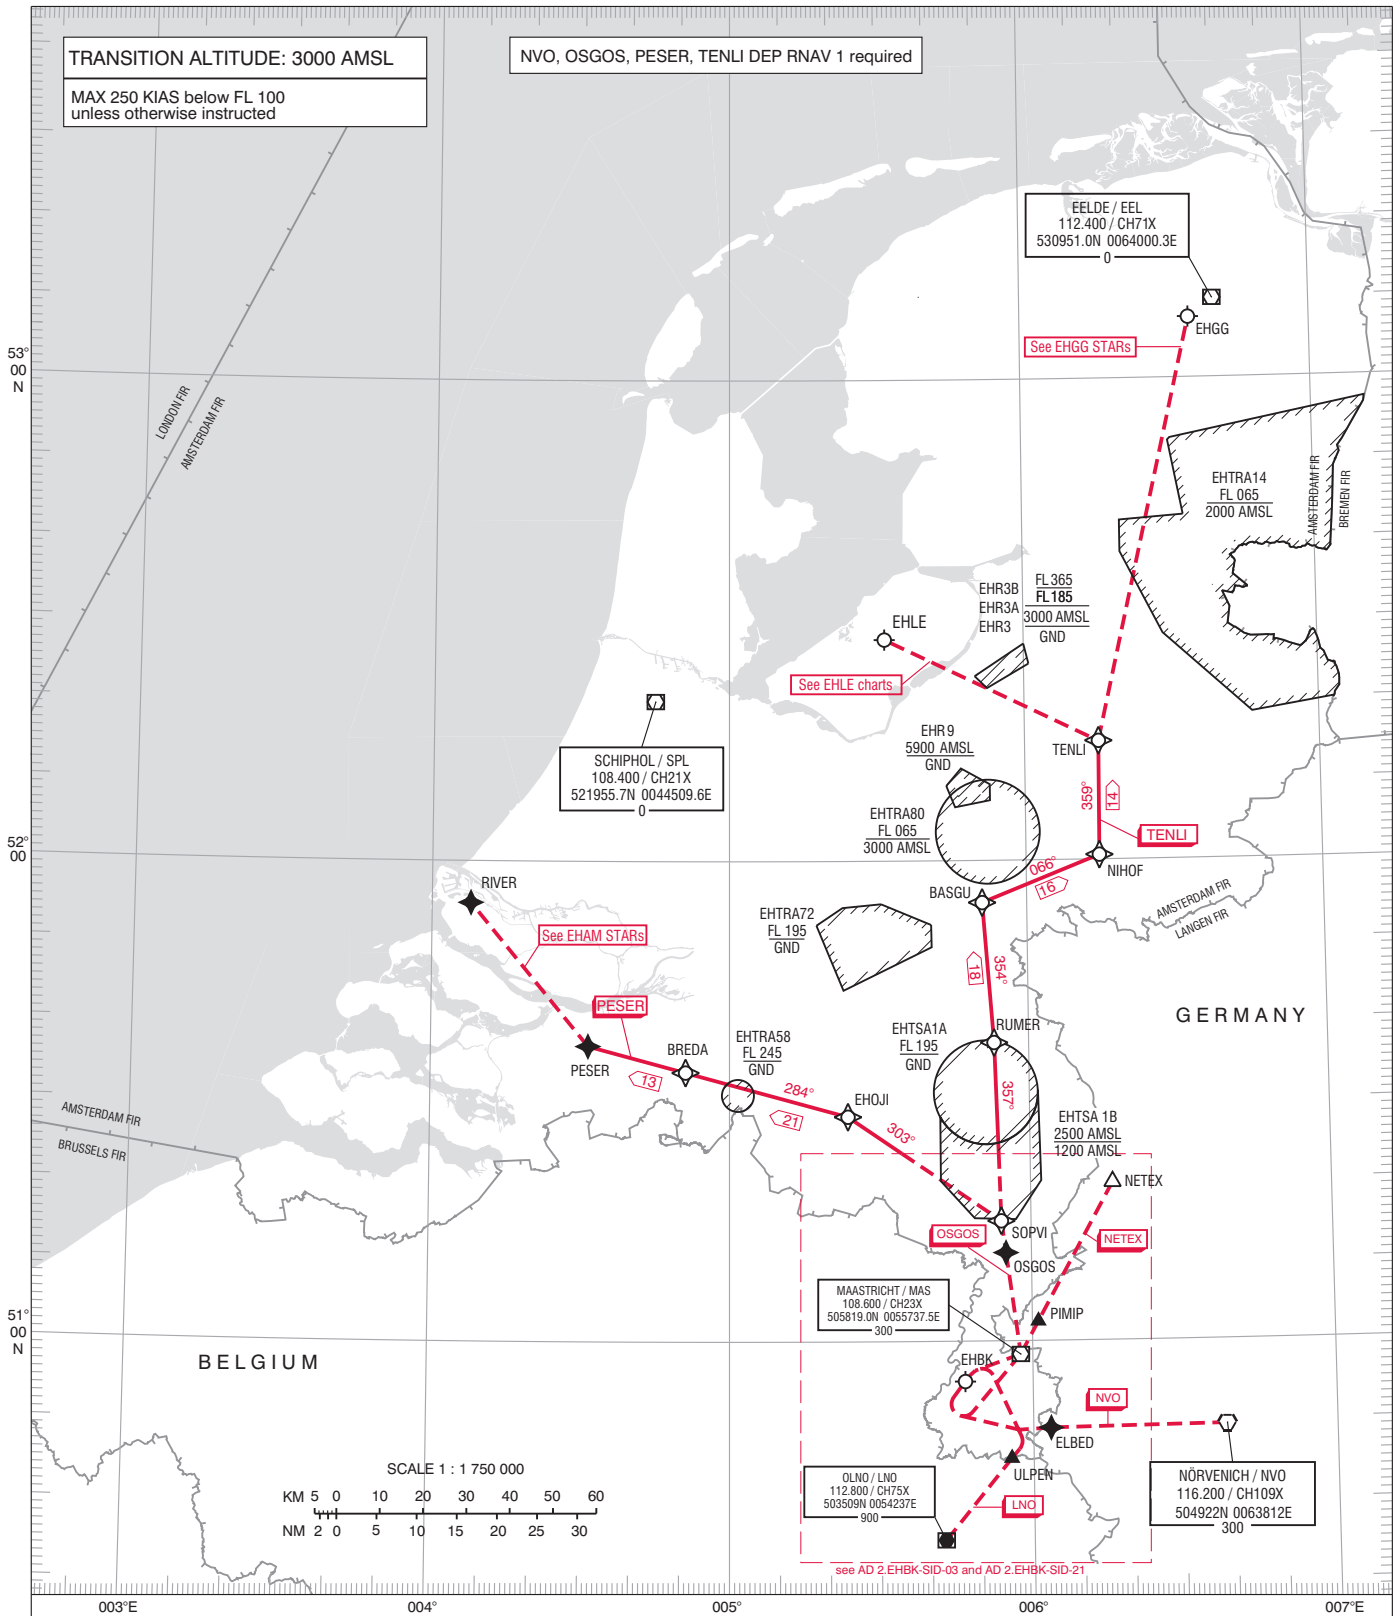 TRANSITION ALTITUDE: 3000 AMSL
MAX 250 KIAS below FL 100
unless otherwise instructed
NVO, OSGOS, PESER, TENLI DEP RNAV 1 required
EELDE / EEL
112.400 / CH71X
530951.0N 0064000.3E
0
EHGG
See EHGG STARs
53°
00
N
LONDON FIR
AMSTERDAM FIR
EHTRA14
FL 065
2000 AMSL
AMSTERDAM FIR
BREMEN FIR
EHR3B
EHR3A
EHR3
FL 365
FL 185
3000 AMSL
GND
EHLE
See EHLE charts
SCHIPHOL / SPL
108.400 / CH21X
521955.7N 0044509.6E
0
EHR 9
5900 AMSL
GND
TENLI
359°
14
TENLI
EHTRA80
FL 065
3000 AMSL
52°
00
NIHOF
066°
16
BASGU
AMSTERDAM FIR
LANGEN FIR
RIVER
See EHAM STARs
EHTRA72
FL 195
GND
18
354°
GERMANY
PESER
PESER
13
BREDA
EHTRA58
FL 245
GND
284°
21
EHOJI
303°
EHTSA1A
FL 195
GND
RUMER
357°
EHTSA 1B
2500 AMSL
1200 AMSL
AMSTERDAM FIR
BRUSSELS FIR
NETEX
NETEX
SOPVI
OSGOS
OSGOS
MAASTRICHT / MAS
108.600 / CH23X
505819.0N 0055737.5E
300
PIMIP
51°
00
N
BELGIUM
EHBK
NVO
ELBED
ULPEN
NÖRVENICH / NVO
116.200 / CH109X
504922N 0063812E
300
OLNO / LNO
112.800 / CH75X
503509N 0054237E
900
LNO
SCALE 1 : 1 750 000
KM 5 0 10 20 30 40 50 60
NM 2 0 5 10 15 20 25 30
see AD 2.EHBK-SID-03 and AD 2.EHBK-SID-21
003°E 004° 005° 006° 007°E